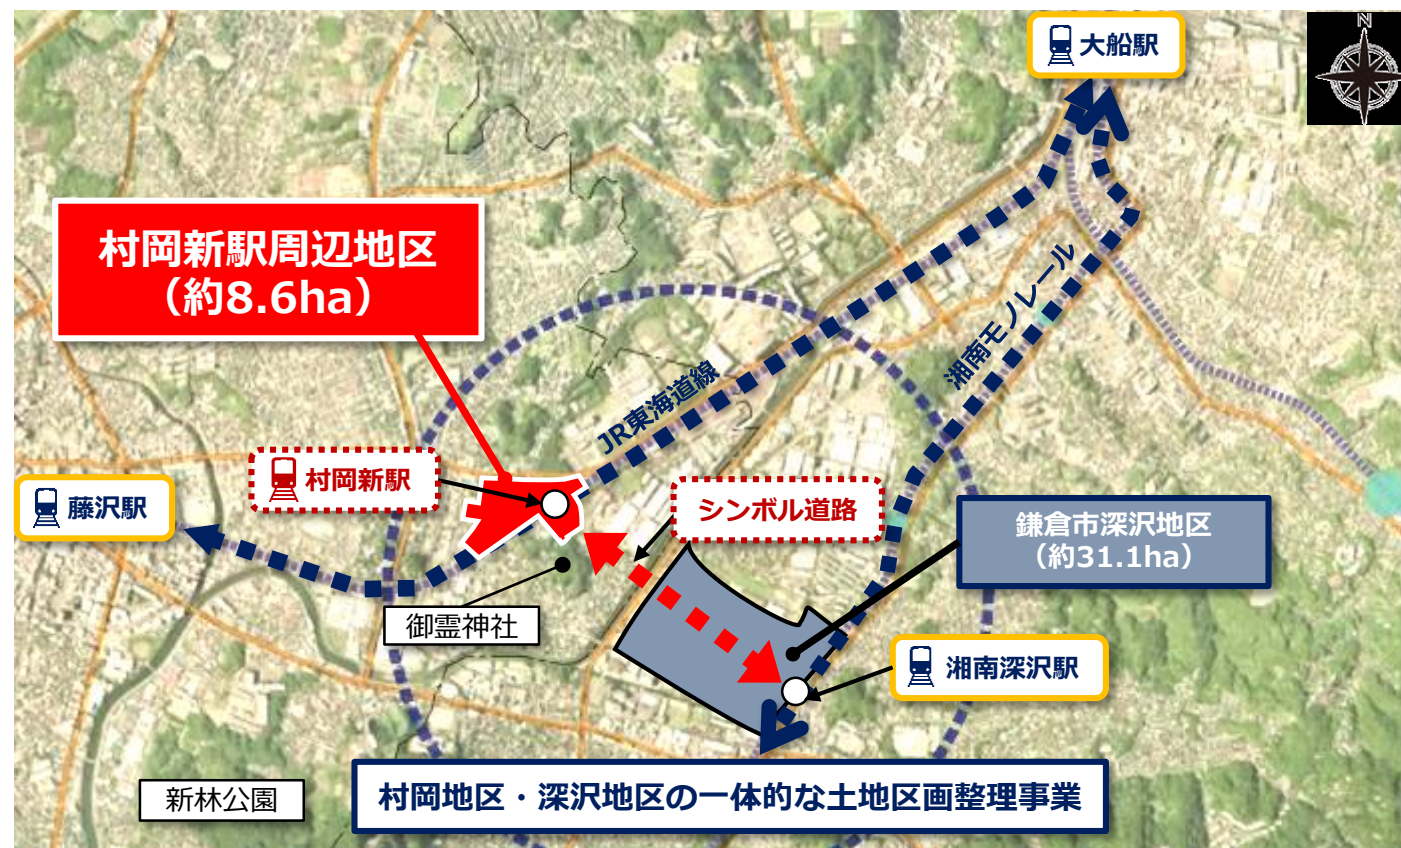 N
大船駅
村岡新駅周辺地区
（約8.6ha）
湘南モノレール
JR東海道線
村岡新駅
藤沢駅
シンボル道路
鎌倉市深沢地区
（約31.1ha）
御霊神社
湘南深沢駅
新林公園
村岡地区・深沢地区の一体的な土地区画整理事業